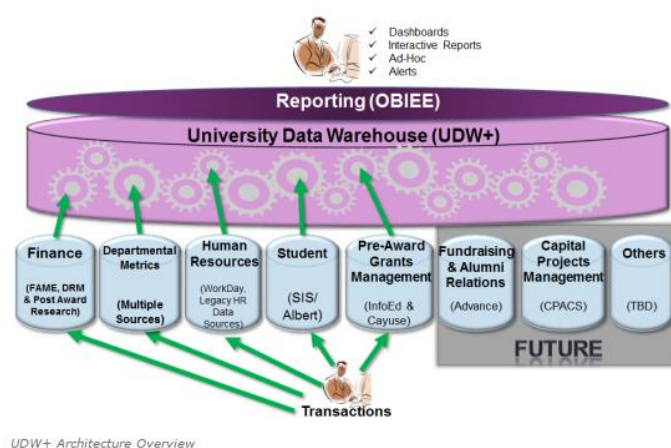 ✓ Dashboards
✓ Interactive Reports
✓ Ad-Hoc
✓ Alerts
Reporting (OBIEE)
University Data Warehouse (UDW+)
Finance
(FAME, DRM
& Post Award
Research)
Departmental
Metrics
(Multiple
Sources)
Human
Resources
(WorkDay,
Legacy HR
Data
Sources)
Student
(SIS/
Albert)
Pre-Award
Grants
Management
(InfoEd &
Cayuse)
Fundraising
& Alumni
Relations
(Advance)
Capital
Projects
Management
(CPACS)
Others
(TBD)
FUTURE
Transactions
UDW+ Architecture Overview